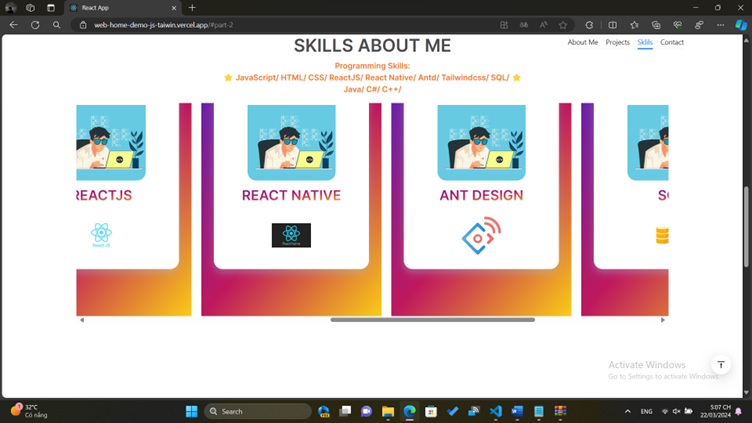 React App
web-home-demo-js-taiwin.vercel.app/#part-2
SKILLS ABOUT ME
About Me Projects Skills Contact
Programming Skills:
JavaScript/ HTML/ CSS/ ReactJS/ React Native/ Antd/ Tailwindcss/ SQL/
Java/ C#/ C++/
REACTJS
REACT NATIVE
ANT DESIGN
React JS
Activate Windows
Go to Settings to activate Windows.
32°C
Có nắng
Search
ENG
5:07 CH
22/03/2024